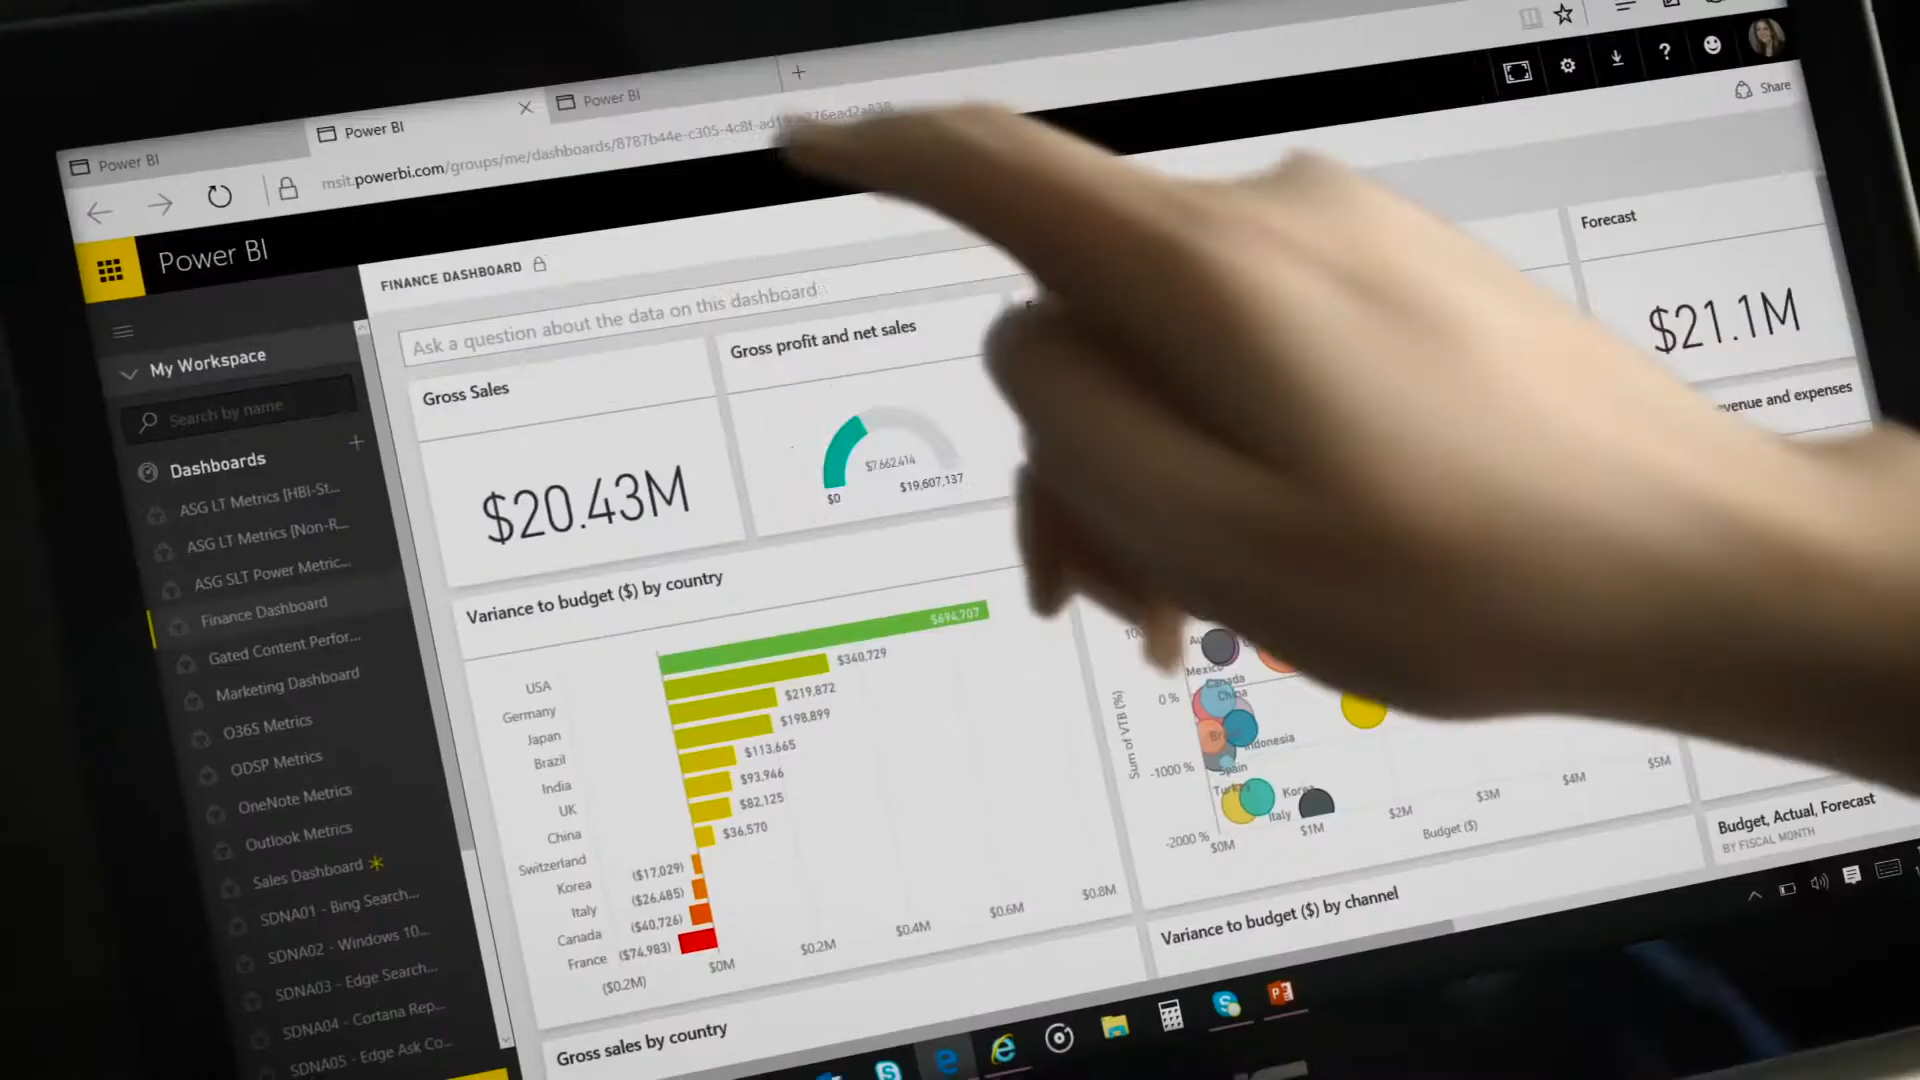 Power BI
Power BI
Power BI
msit.powerbi.com/groups/me/dashboards/8787b44e-c305-4c8f-
Power BI
Share
FINANCE DASHBOARD
Ask a question about the data on this dashboard
My Workspace
Search by name
Dashboards
ASG LT Metrics [HBI-St...
ASG LT Metrics [Non-R...
ASG SLT Power Metric...
Finance Dashboard
Gated Content Perfor...
Marketing Dashboard
O365 Metrics
ODSP Metrics
OneNote Metrics
Outlook Metrics
Sales Dashboard
SDNA01 - Bing Search...
SDNA02 - Windows 10...
SDNA03 - Edge Search...
SDNA04 - Cortana Rep...
SDNA05 - Edge Ask Co...
Gross Sales
$20.43M
Gross profit and net sales
$7,662,414
$0
$19,607,137
Forecast
$21.1M
evenue and expenses
Variance to budget ($) by country
USA
$694,707
Germany
$340,729
Japan
$219,872
Brazil
$198,899
India
$113,665
UK
$93,946
China
$82,125
Switzerland
$36,570
Korea
($17,029)
Italy
($26,485)
Canada
($40,726)
France
($74,983)
($0.2M)
$0M
$0.2M
$0.4M
$0.6M
$0.8M
Sum of VTB (%)
0 %
-1000 %
-2000 %
Mexico
Canada
China
Indonesia
Spain
Turkey
Korea
Italy
$0M
$1M
$2M
$3M
$4M
$5M
Budget ($)
Budget, Actual, Forecast
BY FISCAL MONTH
Variance to budget ($) by channel
Gross sales by country